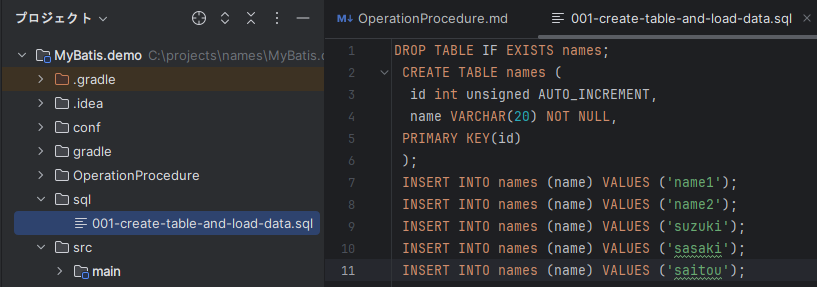 プロジェクト
MyBatis.demo C:\projects\names\MyBatis.
.gradle
.idea
conf
gradle
OperationProcedure
sql
001-create-table-and-load-data.sql
src
main
OperationProcedure.md
001-create-table-and-load-data.sql
1 DROP TABLE IF EXISTS names;
2 CREATE TABLE names (
3 id int unsigned AUTO_INCREMENT,
4 name VARCHAR(20) NOT NULL,
5 PRIMARY KEY(id)
6 );
7 INSERT INTO names (name) VALUES ('name1');
8 INSERT INTO names (name) VALUES ('name2');
9 INSERT INTO names (name) VALUES ('suzuki');
10 INSERT INTO names (name) VALUES ('sasaki');
11 INSERT INTO names (name) VALUES ('saitou');